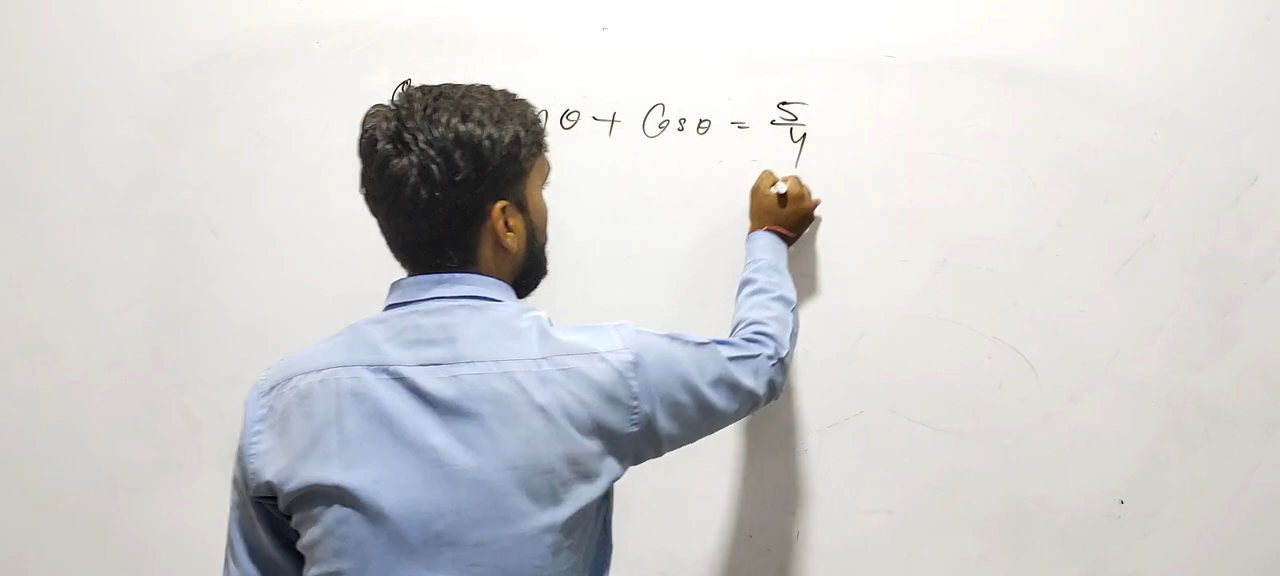 θ + Cosθ = 5/4